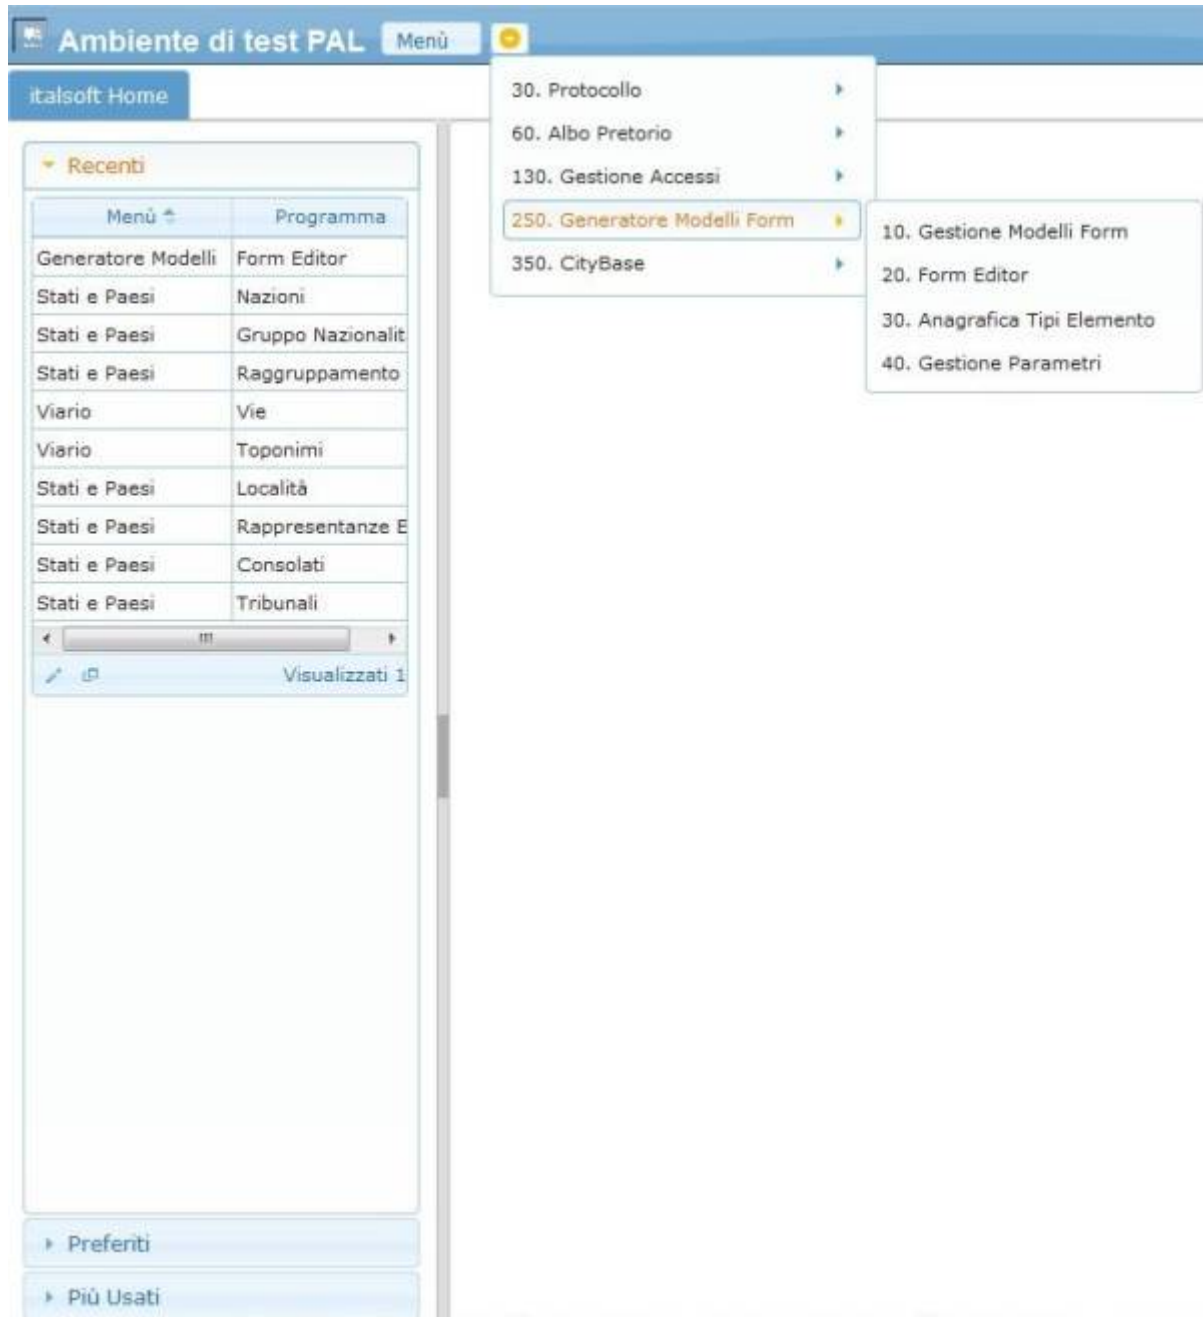 Ambiente di test PAL Menù
italsoft Home
30. Protocollo
60. Albo Pretorio
130. Gestione Accessi
250. Generatore Modelli Form
350. CityBase
10. Gestione Modelli Form
20. Form Editor
30. Anagrafica Tipi Elemento
40. Gestione Parametri
Recenti
Menù Programma
Generatore Modelli Form Editor
Stati e Paesi Nazioni
Stati e Paesi Gruppo Nazionalit
Stati e Paesi Raggruppamento
Viario Vie
Viario Toponimi
Stati e Paesi Località
Stati e Paesi Rappresentanze E
Stati e Paesi Consolati
Stati e Paesi Tribunali
Visualizzati 1
Preferiti
Più Usati